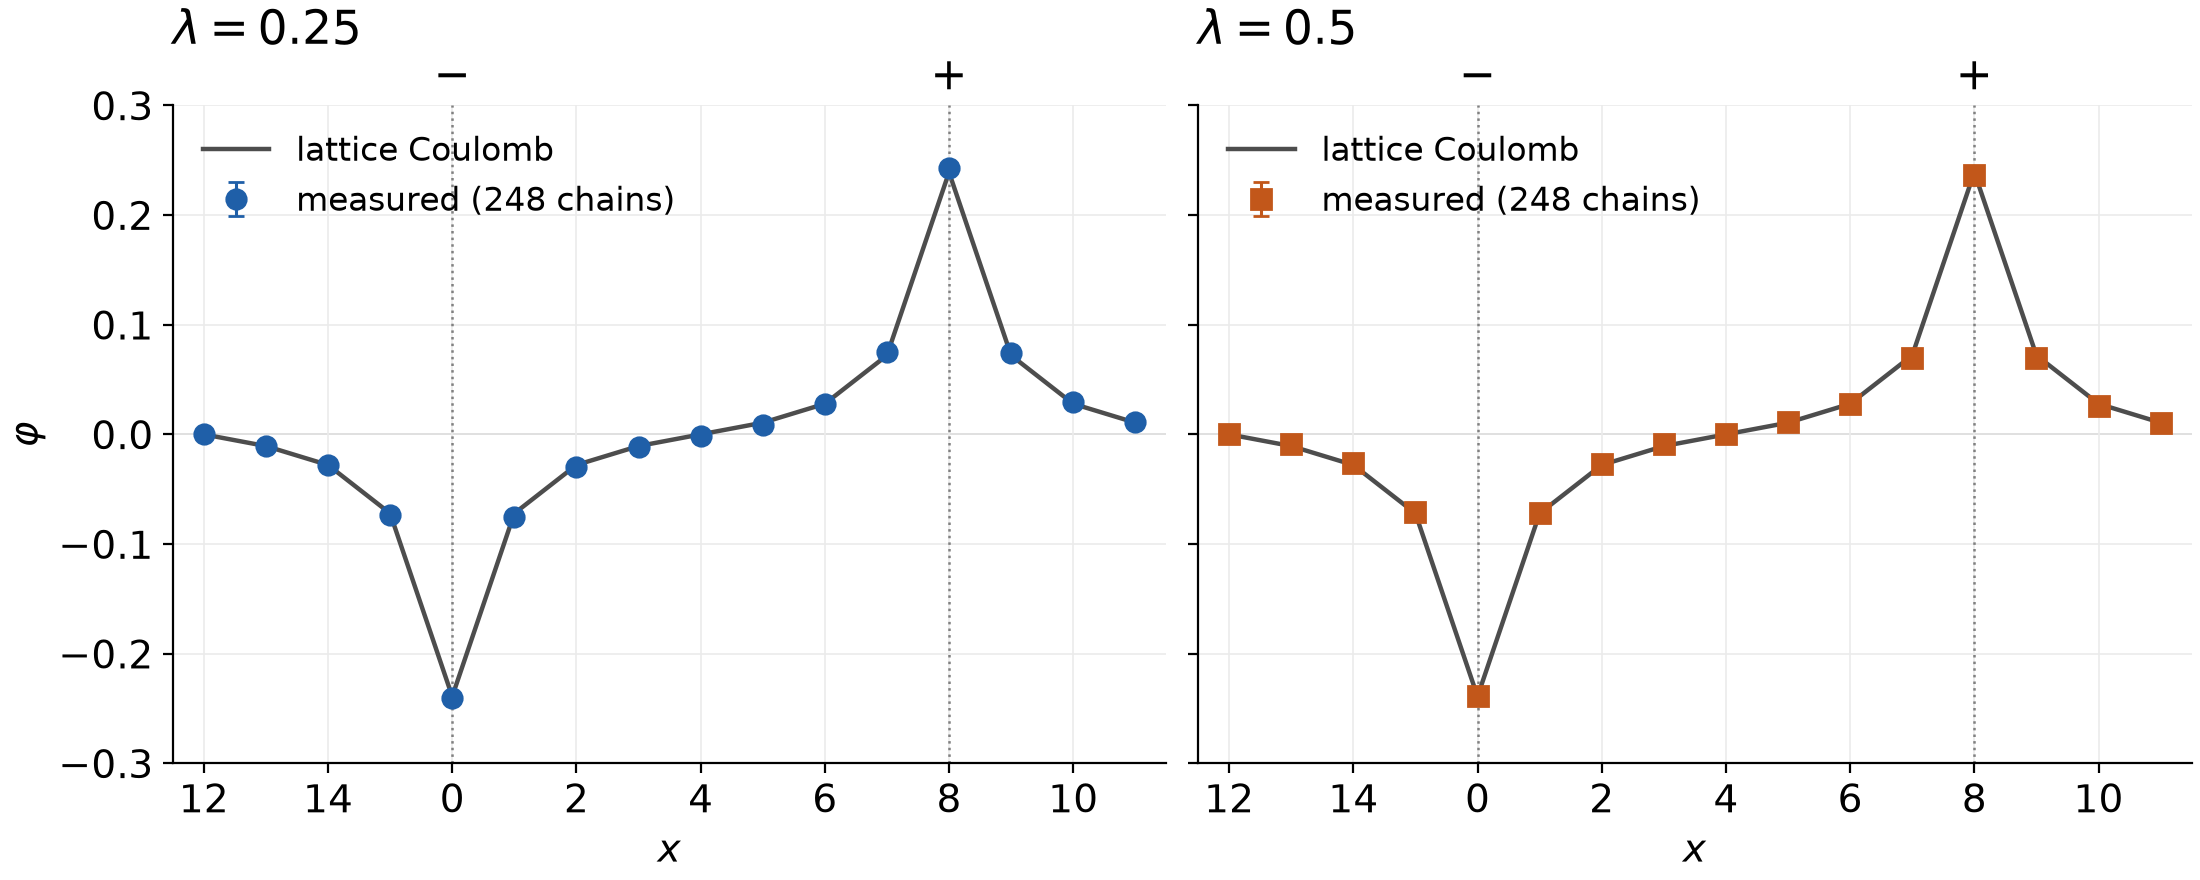 λ = 0.25
− +
0.3
0.2
0.1
0.0
−0.1
−0.2
−0.3
φ
lattice Coulomb
measured (248 chains)
12 14 0 2 4 6 8 10
x
λ = 0.5
− +
lattice Coulomb
measured (248 chains)
12 14 0 2 4 6 8 10
x